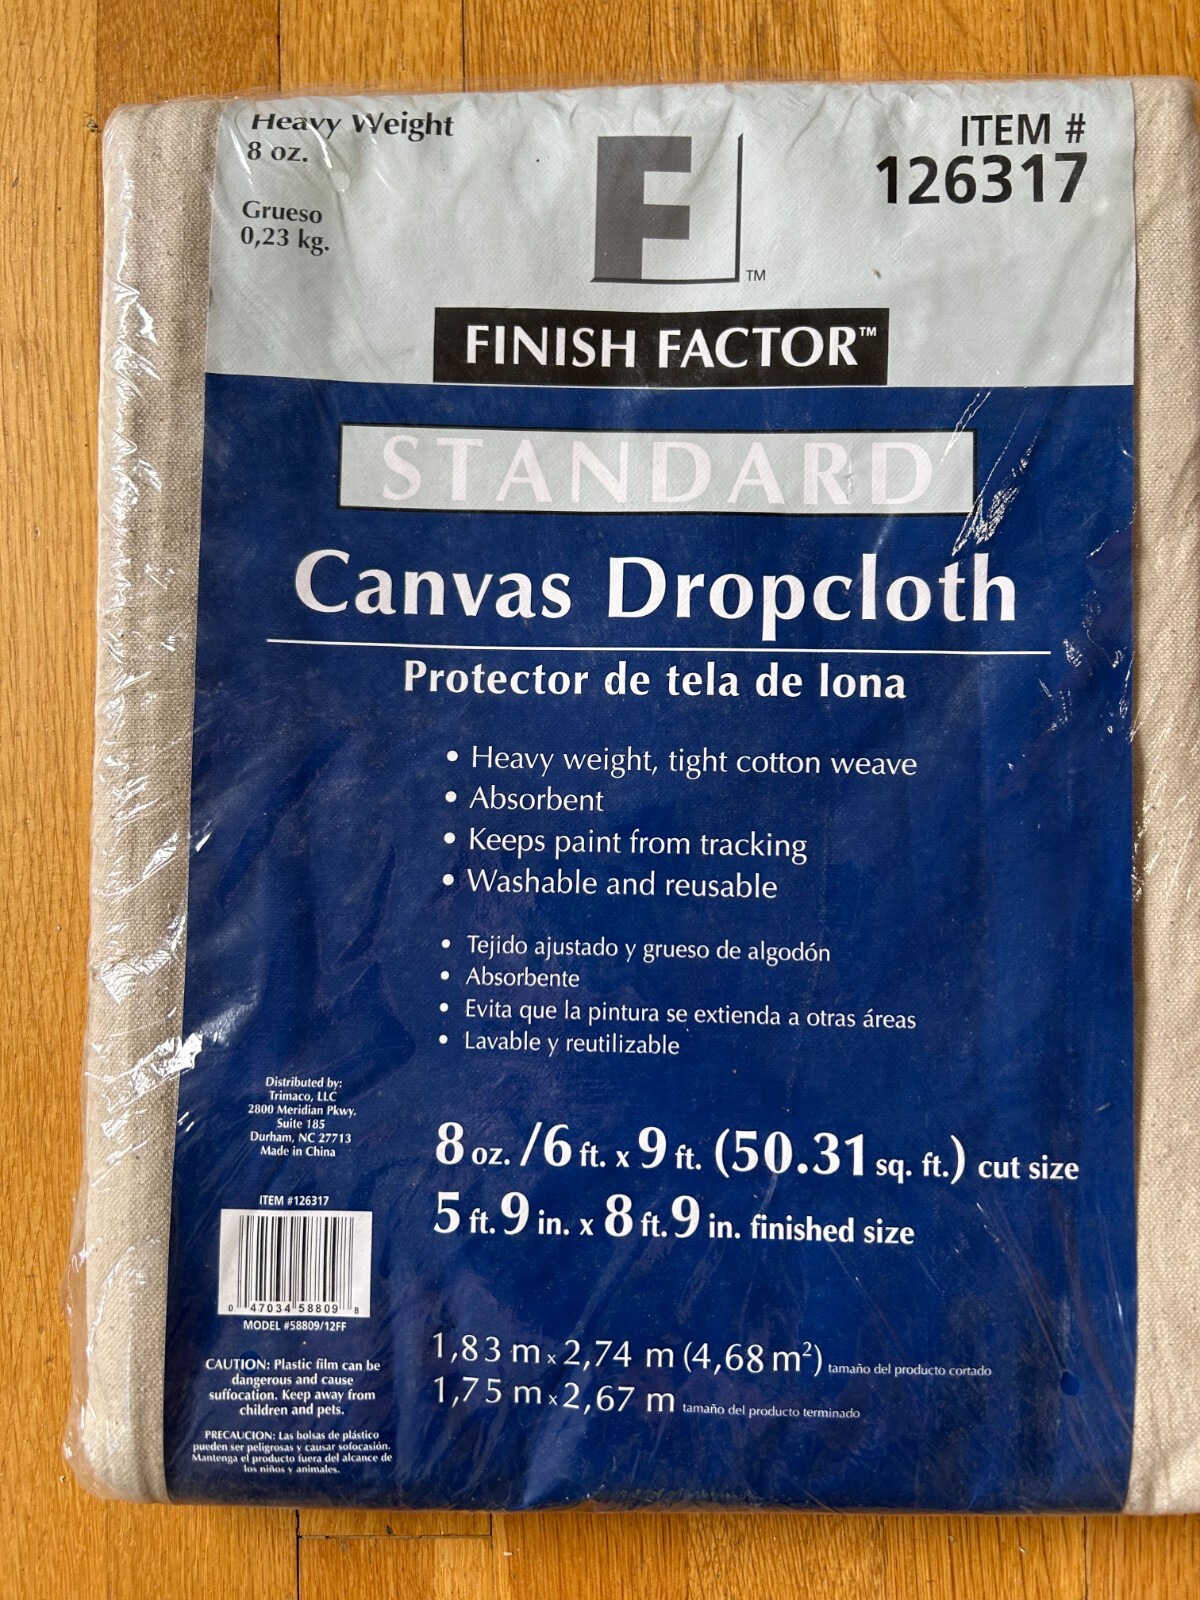 Heavy Weight
8 oz.
Grueso
0,23 kg.
F
TM
ITEM #
126317
FINISH FACTOR™
STANDARD
Canvas Dropcloth
Protector de tela de lona
• Heavy weight, tight cotton weave
• Absorbent
• Keeps paint from tracking
• Washable and reusable
• Tejido ajustado y grueso de algodón
• Absorbente
• Evita que la pintura se extienda a otras áreas
• Lavable y reutilizable
Distributed by:
Trimaco, LLC
2800 Meridian Pkwy.
Suite 185
Durham, NC 27713
Made in China
8 oz. /6 ft. x 9 ft. (50.31 sq. ft.) cut size
5 ft. 9 in. x 8 ft. 9 in. finished size
ITEM #126317
0 47034 58809 8
MODEL #58809/12FF
1,83 m x 2,74 m (4,68 m²) tamaño del producto cortado
1,75 m x 2,67 m tamaño del producto terminado
CAUTION: Plastic film can be
dangerous and cause
suffocation. Keep away from
children and pets.
PRECAUCION: Las bolsas de plástico
pueden ser peligrosas y causar sofocasión.
Mantenga el producto fuera del alcance de
los niños y animales.